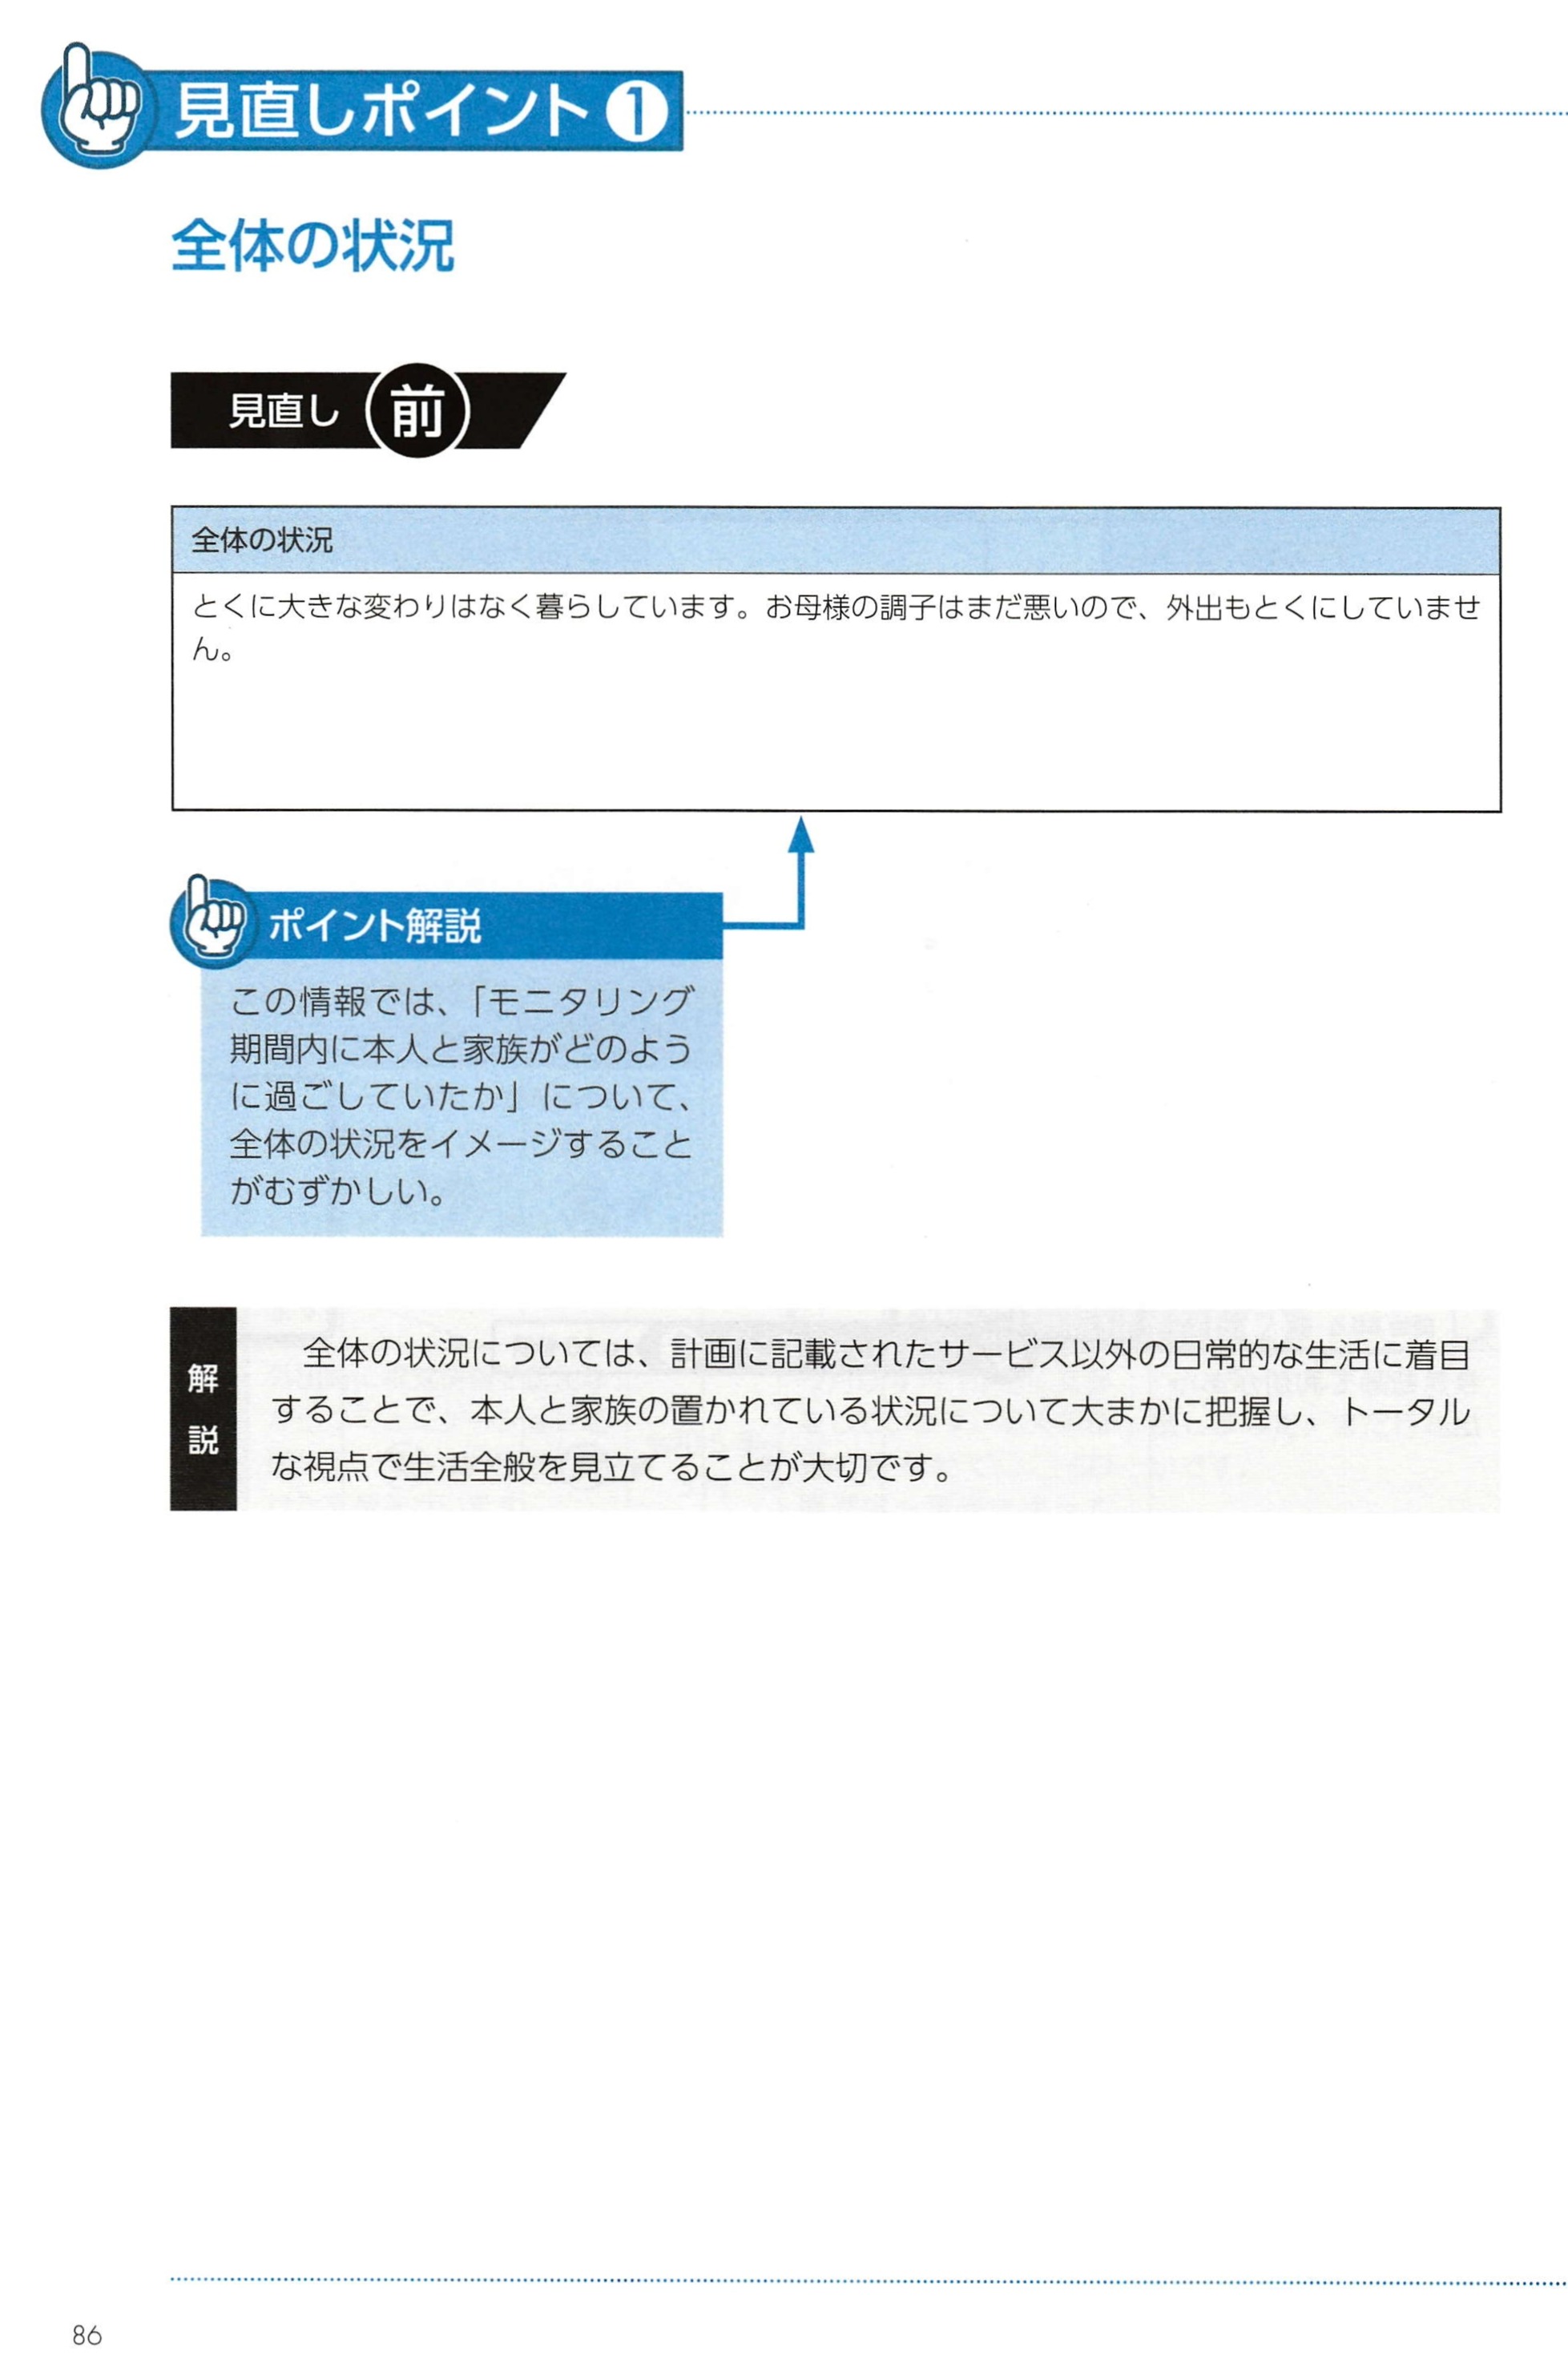 見直しポイント❶
全体の状況
見直し 前
全体の状況
とくに大きな変わりはなく暮らしています。お母様の調子はまだ悪いので、外出もとくにしていませ
ん。
ポイント解説
この情報では、「モニタリング
期間内に本人と家族がどのよう
に過ごしていたか」について、
全体の状況をイメージすること
がむずかしい。
解説
全体の状況については、計画に記載されたサービス以外の日常的な生活に着目
することで、本人と家族の置かれている状況について大まかに把握し、トータル
な視点で生活全般を見立てることが大切です。
86